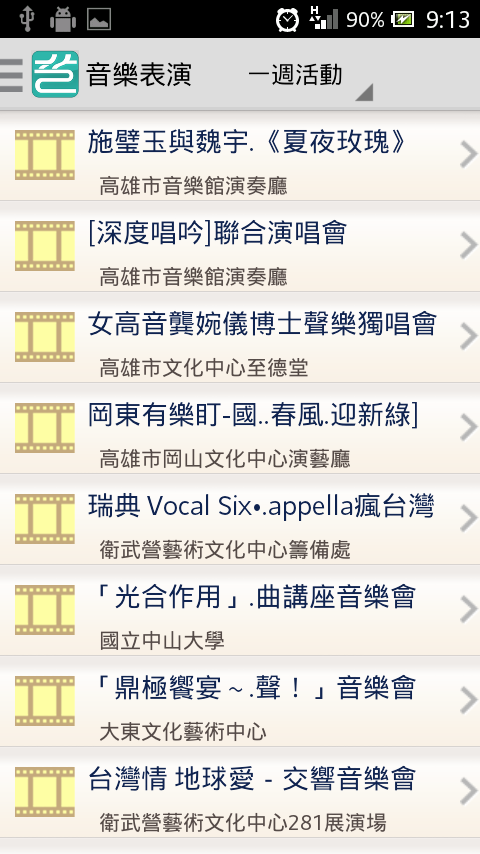 H
90%
9:13
音樂表演
一週活動
施璧玉與魏宇.《夏夜玫瑰》
高雄市音樂館演奏廳
[深度唱吟]聯合演唱會
高雄市音樂館演奏廳
女高音龔婉儀博士聲樂獨唱會
高雄市文化中心至德堂
岡東有樂盯-國..春風.迎新綠]
高雄市岡山文化中心演藝廳
瑞典 Vocal Six•.appella瘋台灣
衛武營藝術文化中心籌備處
「光合作用」.曲講座音樂會
國立中山大學
「鼎極饗宴～.聲！」音樂會
大東文化藝術中心
台灣情 地球愛 - 交響音樂會
衛武營藝術文化中心281展演場